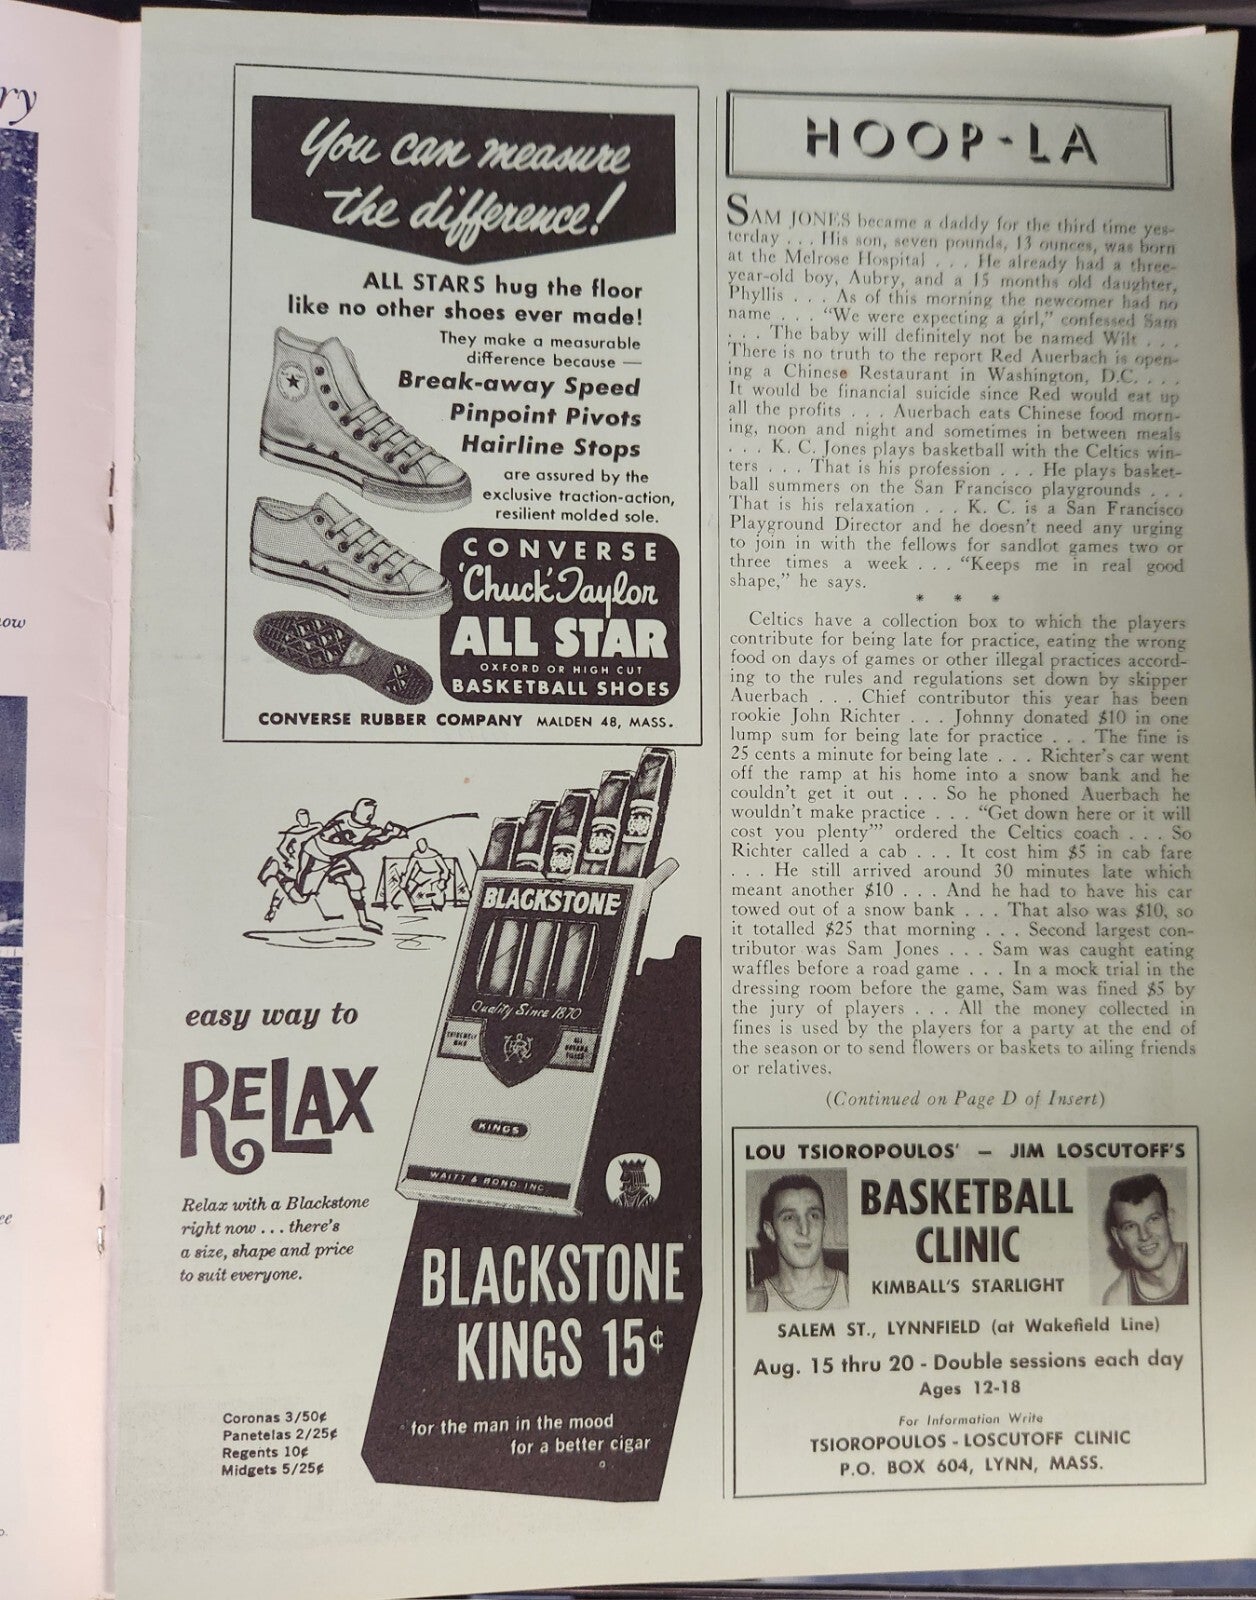 ry
ow
ee
You can measure
the difference!
ALL STARS hug the floor
like no other shoes ever made!
They make a measurable
difference because —
Break-away Speed
Pinpoint Pivots
Hairline Stops
are assured by the
exclusive traction-action,
resilient molded sole.
CONVERSE
'Chuck' Taylor
ALL STAR
OXFORD OR HIGH CUT
BASKETBALL SHOES
CONVERSE RUBBER COMPANY MALDEN 48, MASS.
BLACKSTONE
Quality Since 1870
KINGS
WAITT & BOND, INC
easy way to
RELAX
Relax with a Blackstone
right now . . . there's
a size, shape and price
to suit everyone.
BLACKSTONE
KINGS 15¢
for the man in the mood
for a better cigar
Coronas 3/50¢
Panetelas 2/25¢
Regents 10¢
Midgets 5/25¢
HOOP-LA
SAM JONES became a daddy for the third time yes-
terday . . . His son, seven pounds, 13 ounces, was born
at the Melrose Hospital . . . He already had a three-
year-old boy, Aubry, and a 15 months old daughter,
Phyllis . . . As of this morning the newcomer had no
name . . . "We were expecting a girl," confessed Sam
. . . The baby will definitely not be named Wilt . . .
There is no truth to the report Red Auerbach is open-
ing a Chinese Restaurant in Washington, D.C. . . .
It would be financial suicide since Red would eat up
all the profits . . . Auerbach eats Chinese food morn-
ing, noon and night and sometimes in between meals
. . . K. C. Jones plays basketball with the Celtics win-
ters . . . That is his profession . . . He plays basket-
ball summers on the San Francisco playgrounds . . .
That is his relaxation . . . K. C. is a San Francisco
Playground Director and he doesn't need any urging
to join in with the fellows for sandlot games two or
three times a week . . . "Keeps me in real good
shape," he says.
* * *
Celtics have a collection box to which the players
contribute for being late for practice, eating the wrong
food on days of games or other illegal practices accord-
ing to the rules and regulations set down by skipper
Auerbach . . . Chief contributor this year has been
rookie John Richter . . . Johnny donated $10 in one
lump sum for being late for practice . . . The fine is
25 cents a minute for being late . . . Richter's car went
off the ramp at his home into a snow bank and he
couldn't get it out . . . So he phoned Auerbach he
wouldn't make practice . . . "Get down here or it will
cost you plenty'" ordered the Celtics coach . . . So
Richter called a cab . . . It cost him $5 in cab fare
. . . He still arrived around 30 minutes late which
meant another $10 . . . And he had to have his car
towed out of a snow bank . . . That also was $10, so
it totalled $25 that morning . . . Second largest con-
tributor was Sam Jones . . . Sam was caught eating
waffles before a road game . . . In a mock trial in the
dressing room before the game, Sam was fined $5 by
the jury of players . . . All the money collected in
fines is used by the players for a party at the end of
the season or to send flowers or baskets to ailing friends
or relatives.
(Continued on Page D of Insert)
LOU TSIOROPOULOS' — JIM LOSCUTOFF'S
BASKETBALL
CLINIC
KIMBALL'S STARLIGHT
SALEM ST., LYNNFIELD (at Wakefield Line)
Aug. 15 thru 20 - Double sessions each day
Ages 12-18
For Information Write
TSIOROPOULOS - LOSCUTOFF CLINIC
P.O. BOX 604, LYNN, MASS.